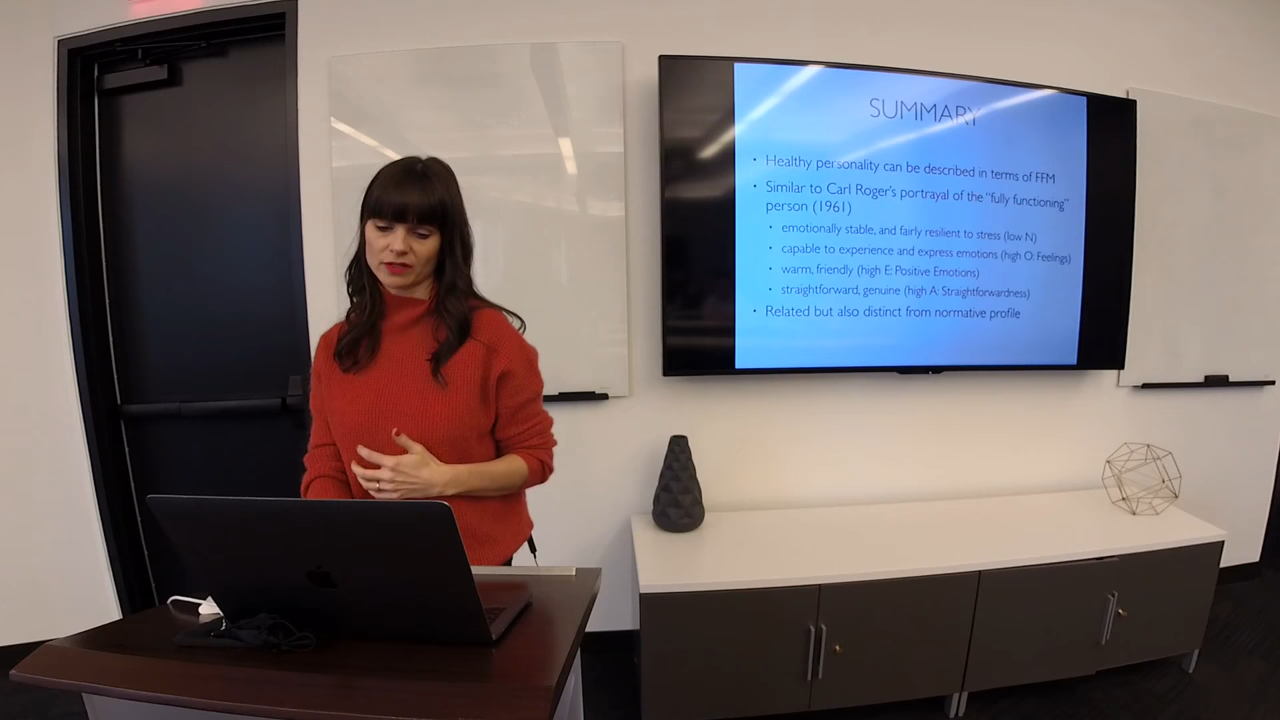 SUMMARY
• Healthy personality can be described in terms of FFM
• Similar to Carl Roger's portrayal of the "fully functioning"
person (1961)
• emotionally stable, and fairly resilient to stress (low N)
• capable to experience and express emotions (high O: Feelings)
• warm, friendly (high E: Positive Emotions)
• straightforward, genuine (high A: Straightforwardness)
• Related but also distinct from normative profile